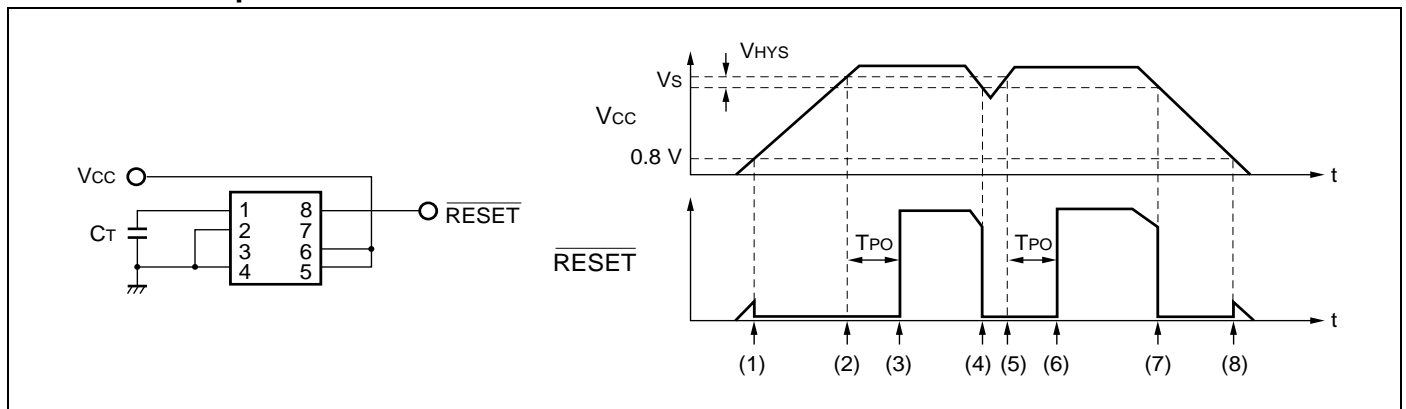 VCC
CT
1 8
2 7
3 6
4 5
RESET
VHYS
VS
VCC
0.8 V
t
RESET
TPO TPO
t
(1) (2) (3) (4) (5) (6) (7) (8)